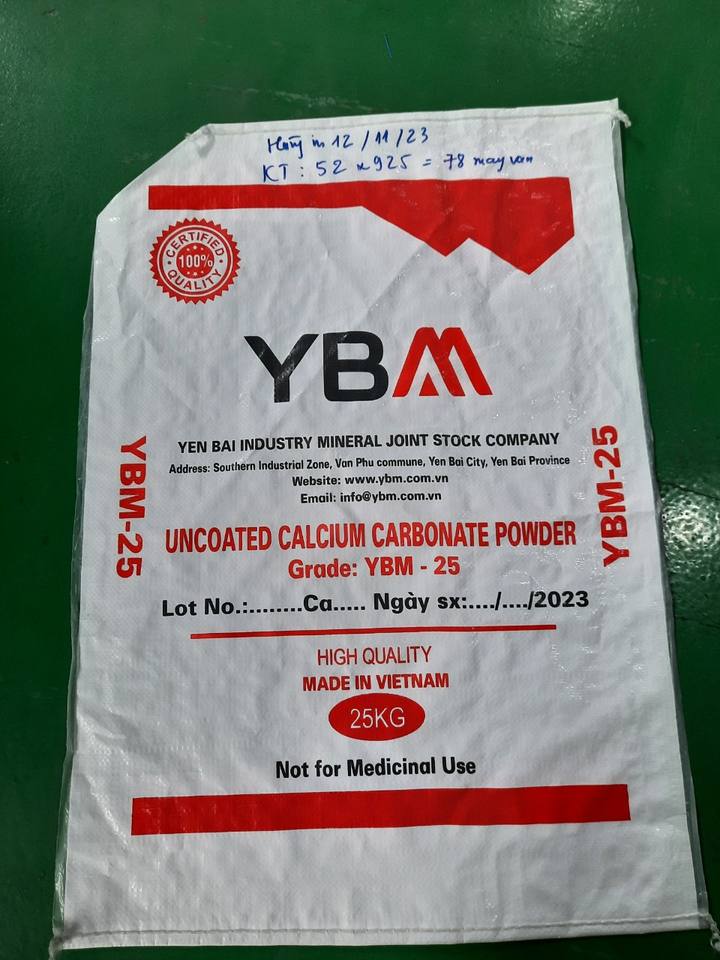 in 12/11/23
KT: 52 x 925 = 78 may van
CERTIFIED
100%
QUALITY
YBM
YEN BAI INDUSTRY MINERAL JOINT STOCK COMPANY
Address: Southern Industrial Zone, Van Phu commune, Yen Bai City, Yen Bai Province
Website: www.ybm.com.vn
Email: info@ybm.com.vn
YBM-25
YBM-25
UNCOATED CALCIUM CARBONATE POWDER
Grade: YBM - 25
Lot No.:........Ca..... Ngày sx:..../..../2023
HIGH QUALITY
MADE IN VIETNAM
25KG
Not for Medicinal Use